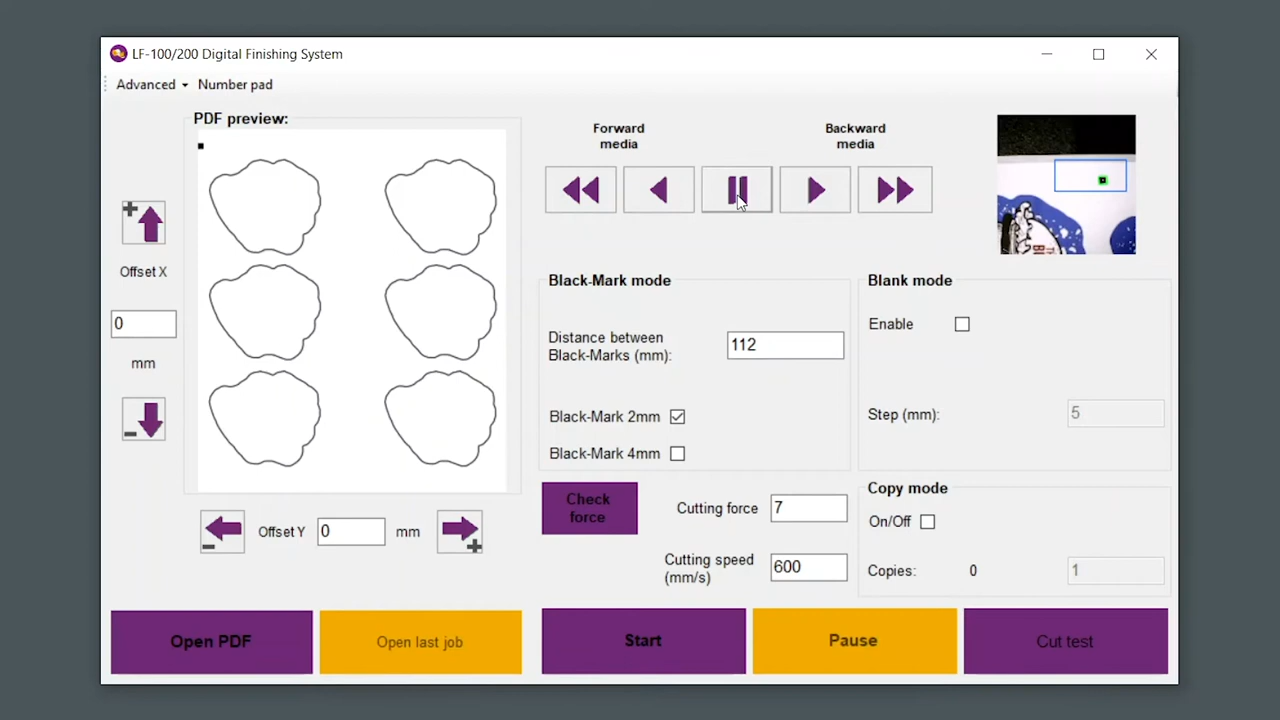 LF-100/200 Digital Finishing System
Advanced
Number pad
PDF preview:
Offset X
0
mm
Offset Y
0
mm
Forward
media
Backward
media
Black-Mark mode
Distance between
Black-Marks (mm):
112
Black-Mark 2mm
Black-Mark 4mm
Blank mode
Enable
Step (mm):
5
Check
force
Cutting force
7
Cutting speed
(mm/s)
600
Copy mode
On/Off
Copies:
0
1
Open PDF
Open last job
Start
Pause
Cut test